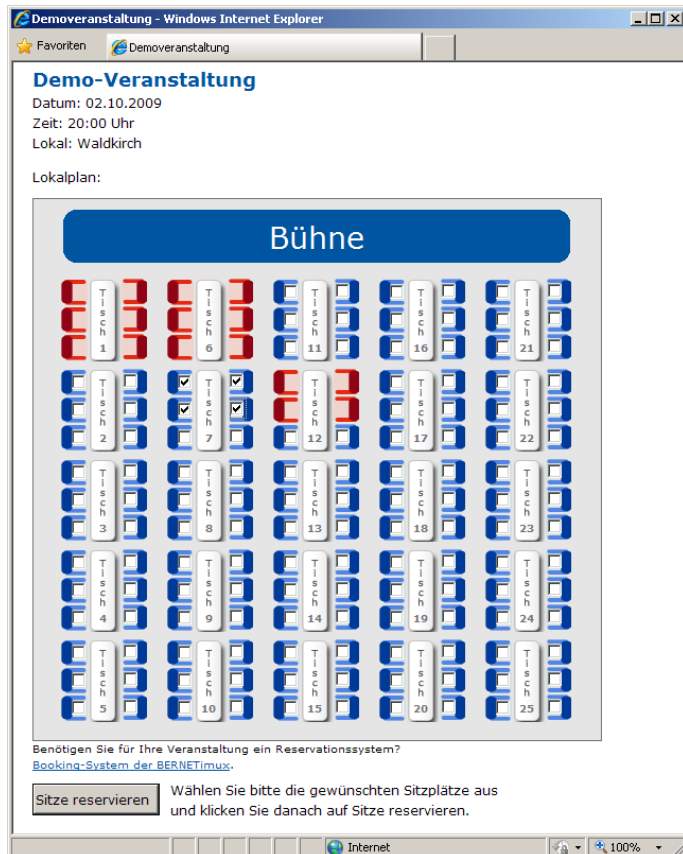 Demoveranstaltung - Windows Internet Explorer
Favoriten Demoveranstaltung
Demo-Veranstaltung
Datum: 02.10.2009
Zeit: 20:00 Uhr
Lokal: Waldkirch
Lokalplan:
Bühne
Tisch 1 Tisch 6 Tisch 11 Tisch 16 Tisch 21
Tisch 2 Tisch 7 Tisch 12 Tisch 17 Tisch 22
Tisch 3 Tisch 8 Tisch 13 Tisch 18 Tisch 23
Tisch 4 Tisch 9 Tisch 14 Tisch 19 Tisch 24
Tisch 5 Tisch 10 Tisch 15 Tisch 20 Tisch 25
Benötigen Sie für Ihre Veranstaltung ein Reservationssystem?
Booking-System der BERNETimux.
Sitze reservieren Wählen Sie bitte die gewünschten Sitzplätze aus
und klicken Sie danach auf Sitze reservieren.
Internet 100%